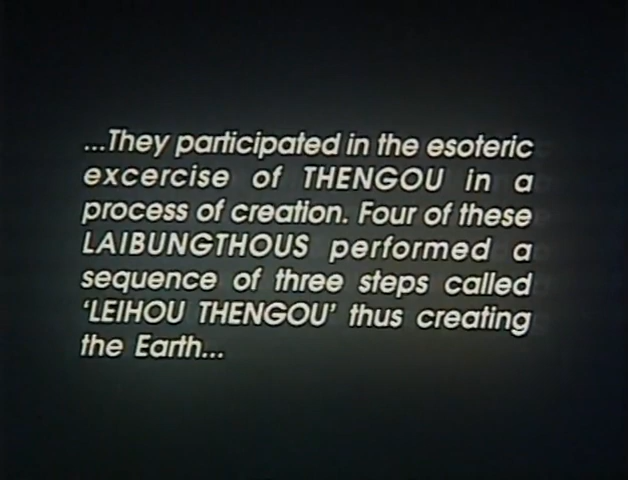 ...They participated in the esoteric
excercise of THENGOU in a
process of creation. Four of these
LAIBUNGTHOUS performed a
sequence of three steps called
‘LEIHOU THENGOU’ thus creating
the Earth...